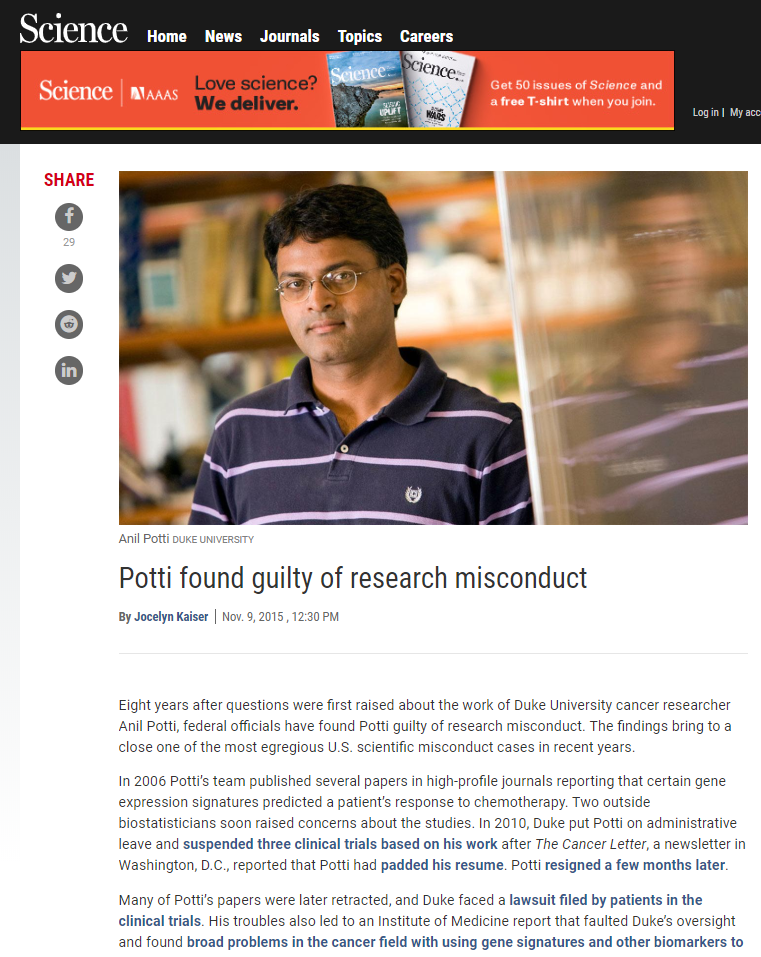 Science Home News Journals Topics Careers
Science AAAS
Love science?
We deliver.
Science
Science
Get 50 issues of Science and
a free T-shirt when you join.
Log in | My acc
SHARE
29
Anil Potti DUKE UNIVERSITY
Potti found guilty of research misconduct
By Jocelyn Kaiser | Nov. 9, 2015 , 12:30 PM
Eight years after questions were first raised about the work of Duke University cancer researcher
Anil Potti, federal officials have found Potti guilty of research misconduct. The findings bring to a
close one of the most egregious U.S. scientific misconduct cases in recent years.
In 2006 Potti’s team published several papers in high-profile journals reporting that certain gene
expression signatures predicted a patient’s response to chemotherapy. Two outside
biostatisticians soon raised concerns about the studies. In 2010, Duke put Potti on administrative
leave and suspended three clinical trials based on his work after The Cancer Letter, a newsletter in
Washington, D.C., reported that Potti had padded his resume. Potti resigned a few months later.
Many of Potti’s papers were later retracted, and Duke faced a lawsuit filed by patients in the
clinical trials. His troubles also led to an Institute of Medicine report that faulted Duke’s oversight
and found broad problems in the cancer field with using gene signatures and other biomarkers to